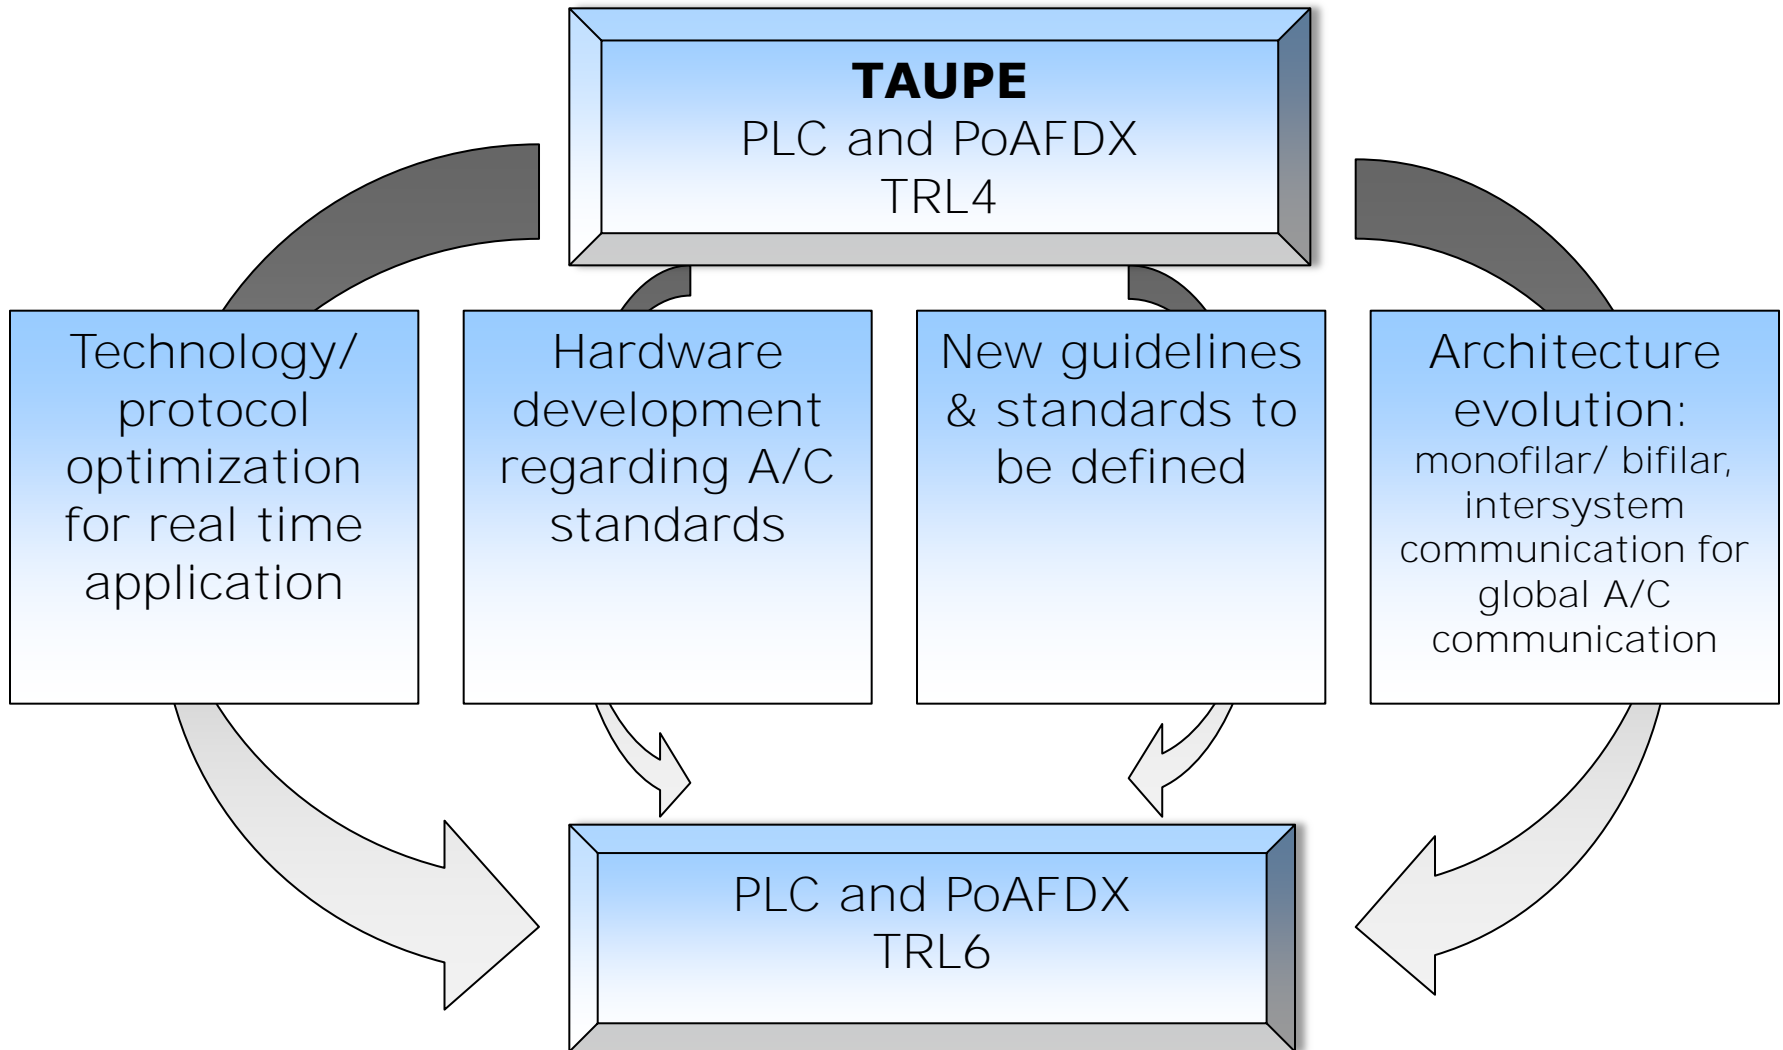 TAUPE
PLC and PoAFDX
TRL4
Technology/
protocol
optimization
for real time
application
Hardware
development
regarding A/C
standards
New guidelines
& standards to
be defined
Architecture
evolution:
monofilar/ bifilar,
intersystem
communication for
global A/C
communication
PLC and PoAFDX
TRL6